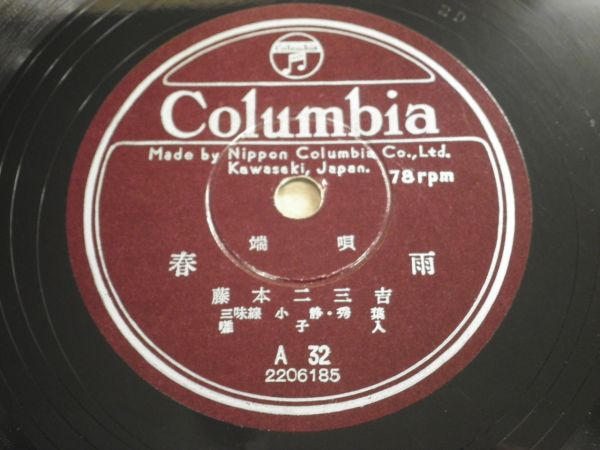 Columbia
Columbia
Made by Nippon Columbia Co., Ltd.
Kawasaki, Japan.
78rpm
端唄
春雨
藤本二三吉
三味線 小静・秀葉
囃子入
A 32
2206185
2D